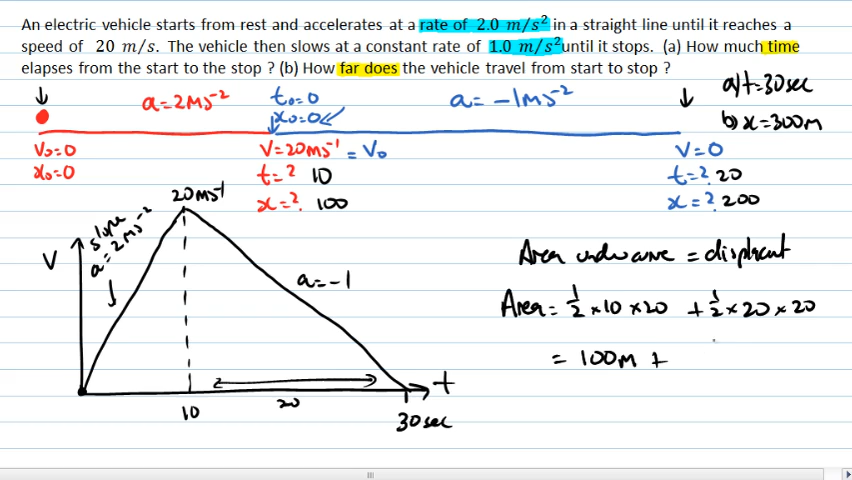 An electric vehicle starts from rest and accelerates at a rate of 2.0 m/s² in a straight line until it reaches a
speed of 20 m/s. The vehicle then slows at a constant rate of 1.0 m/s² until it stops. (a) How much time
elapses from the start to the stop ? (b) How far does the vehicle travel from start to stop ?
a) t=30sec
b) x=300m
a=2ms⁻²
t₀=0
x₀=0
a= -1ms⁻²
V₀=0
x₀=0
V=20ms⁻¹ = V₀
t=? 10
x=? 100
V=0
t=? 20
x=? 200
20ms⁻¹
slope
a=2ms⁻²
V
a=-1
t
10
20
30sec
Area = ½ × 10 × 20 + ½ × 20 × 20
= 100m +